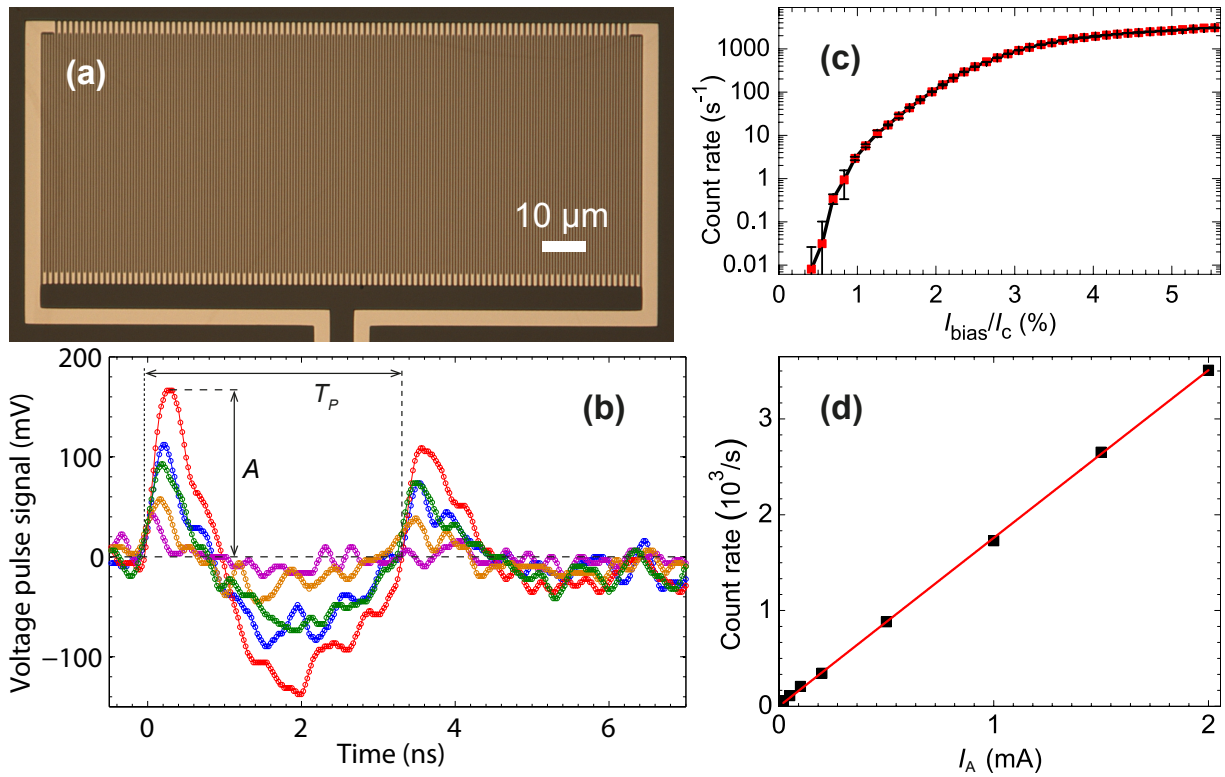 (a)
10 μm
(c)
Count rate (s⁻¹)
1000
100
10
1
0.1
0.01
0 1 2 3 4 5
I_bias/I_c (%)
(b)
Voltage pulse signal (mV)
200
100
0
−100
T_P
A
0 2 4 6
Time (ns)
(d)
Count rate (10³/s)
3
2
1
0
0 1 2
I_A (mA)